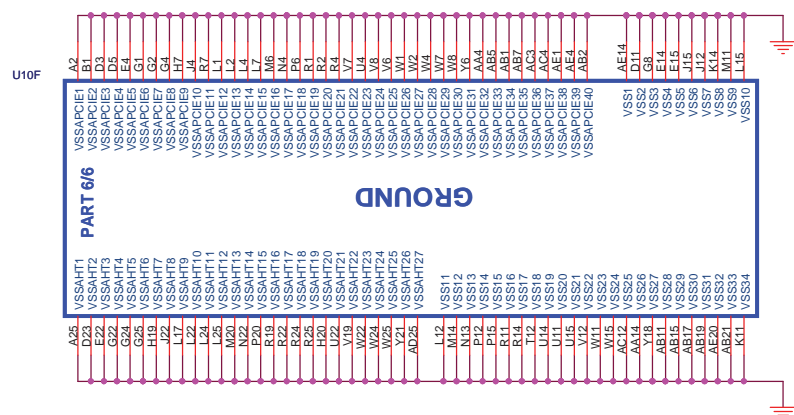 A2
B1
D3
D5
E4
G1
G2
G4
H7
J4
R7
L1
L2
L4
L7
M6
N4
P6
R1
R2
R4
V7
U4
V8
V6
W1
W2
W4
W7
W8
Y6
AA4
AB5
AB1
AB7
AC3
AC4
AE1
AE4
AB2
AE14
D11
G8
E14
E15
J15
J12
K14
M11
L15
U10F
VSSAPCIE1
VSSAPCIE2
VSSAPCIE3
VSSAPCIE4
VSSAPCIE5
VSSAPCIE6
VSSAPCIE7
VSSAPCIE8
VSSAPCIE9
VSSAPCIE10
VSSAPCIE11
VSSAPCIE12
VSSAPCIE13
VSSAPCIE14
VSSAPCIE15
VSSAPCIE16
VSSAPCIE17
VSSAPCIE18
VSSAPCIE19
VSSAPCIE20
VSSAPCIE21
VSSAPCIE22
VSSAPCIE23
VSSAPCIE24
VSSAPCIE25
VSSAPCIE26
VSSAPCIE27
VSSAPCIE28
VSSAPCIE29
VSSAPCIE30
VSSAPCIE31
VSSAPCIE32
VSSAPCIE33
VSSAPCIE34
VSSAPCIE35
VSSAPCIE36
VSSAPCIE37
VSSAPCIE38
VSSAPCIE39
VSSAPCIE40
VSS1
VSS2
VSS3
VSS4
VSS5
VSS6
VSS7
VSS8
VSS9
VSS10
PART 6/6
GROUND
VSSAHT1
VSSAHT2
VSSAHT3
VSSAHT4
VSSAHT5
VSSAHT6
VSSAHT7
VSSAHT8
VSSAHT9
VSSAHT10
VSSAHT11
VSSAHT12
VSSAHT13
VSSAHT14
VSSAHT15
VSSAHT16
VSSAHT17
VSSAHT18
VSSAHT19
VSSAHT20
VSSAHT21
VSSAHT22
VSSAHT23
VSSAHT24
VSSAHT25
VSSAHT26
VSSAHT27
VSS11
VSS12
VSS13
VSS14
VSS15
VSS16
VSS17
VSS18
VSS19
VSS20
VSS21
VSS22
VSS23
VSS24
VSS25
VSS26
VSS27
VSS28
VSS29
VSS30
VSS31
VSS32
VSS33
VSS34
A25
D23
E22
G22
G24
G25
H19
J22
L17
L22
L24
L25
M20
N22
P20
R19
R22
R24
R25
H20
U22
V19
W22
W24
W25
Y21
AD25
L12
M14
N13
P12
P15
R11
R14
T12
U14
U11
U15
V12
W11
W15
AC12
AA14
Y18
AB11
AB15
AB17
AB19
AE20
AB21
K11